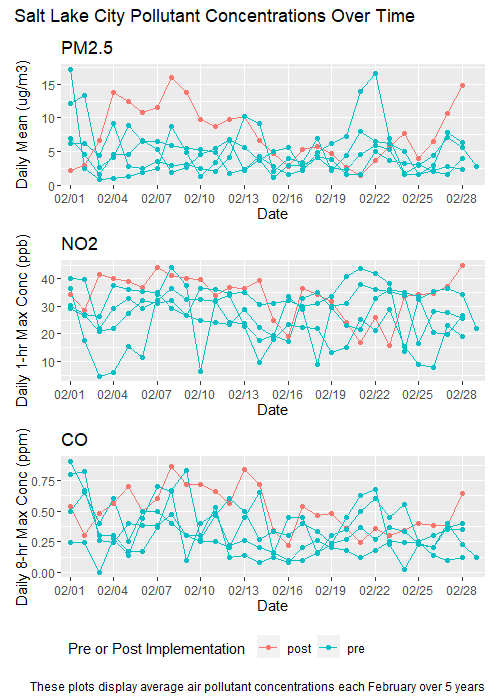 Salt Lake City Pollutant Concentrations Over Time
PM2.5
Daily Mean (ug/m3)
15
10
5
0
02/01 02/04 02/07 02/10 02/13 02/16 02/19 02/22 02/25 02/28
Date
NO2
Daily 1-hr Max Conc (ppb)
40
30
20
10
02/01 02/04 02/07 02/10 02/13 02/16 02/19 02/22 02/25 02/28
Date
CO
Daily 8-hr Max Conc (ppm)
0.75
0.50
0.25
0.00
02/01 02/04 02/07 02/10 02/13 02/16 02/19 02/22 02/25 02/28
Date
Pre or Post Implementation post pre
These plots display average air pollutant concentrations each February over 5 years